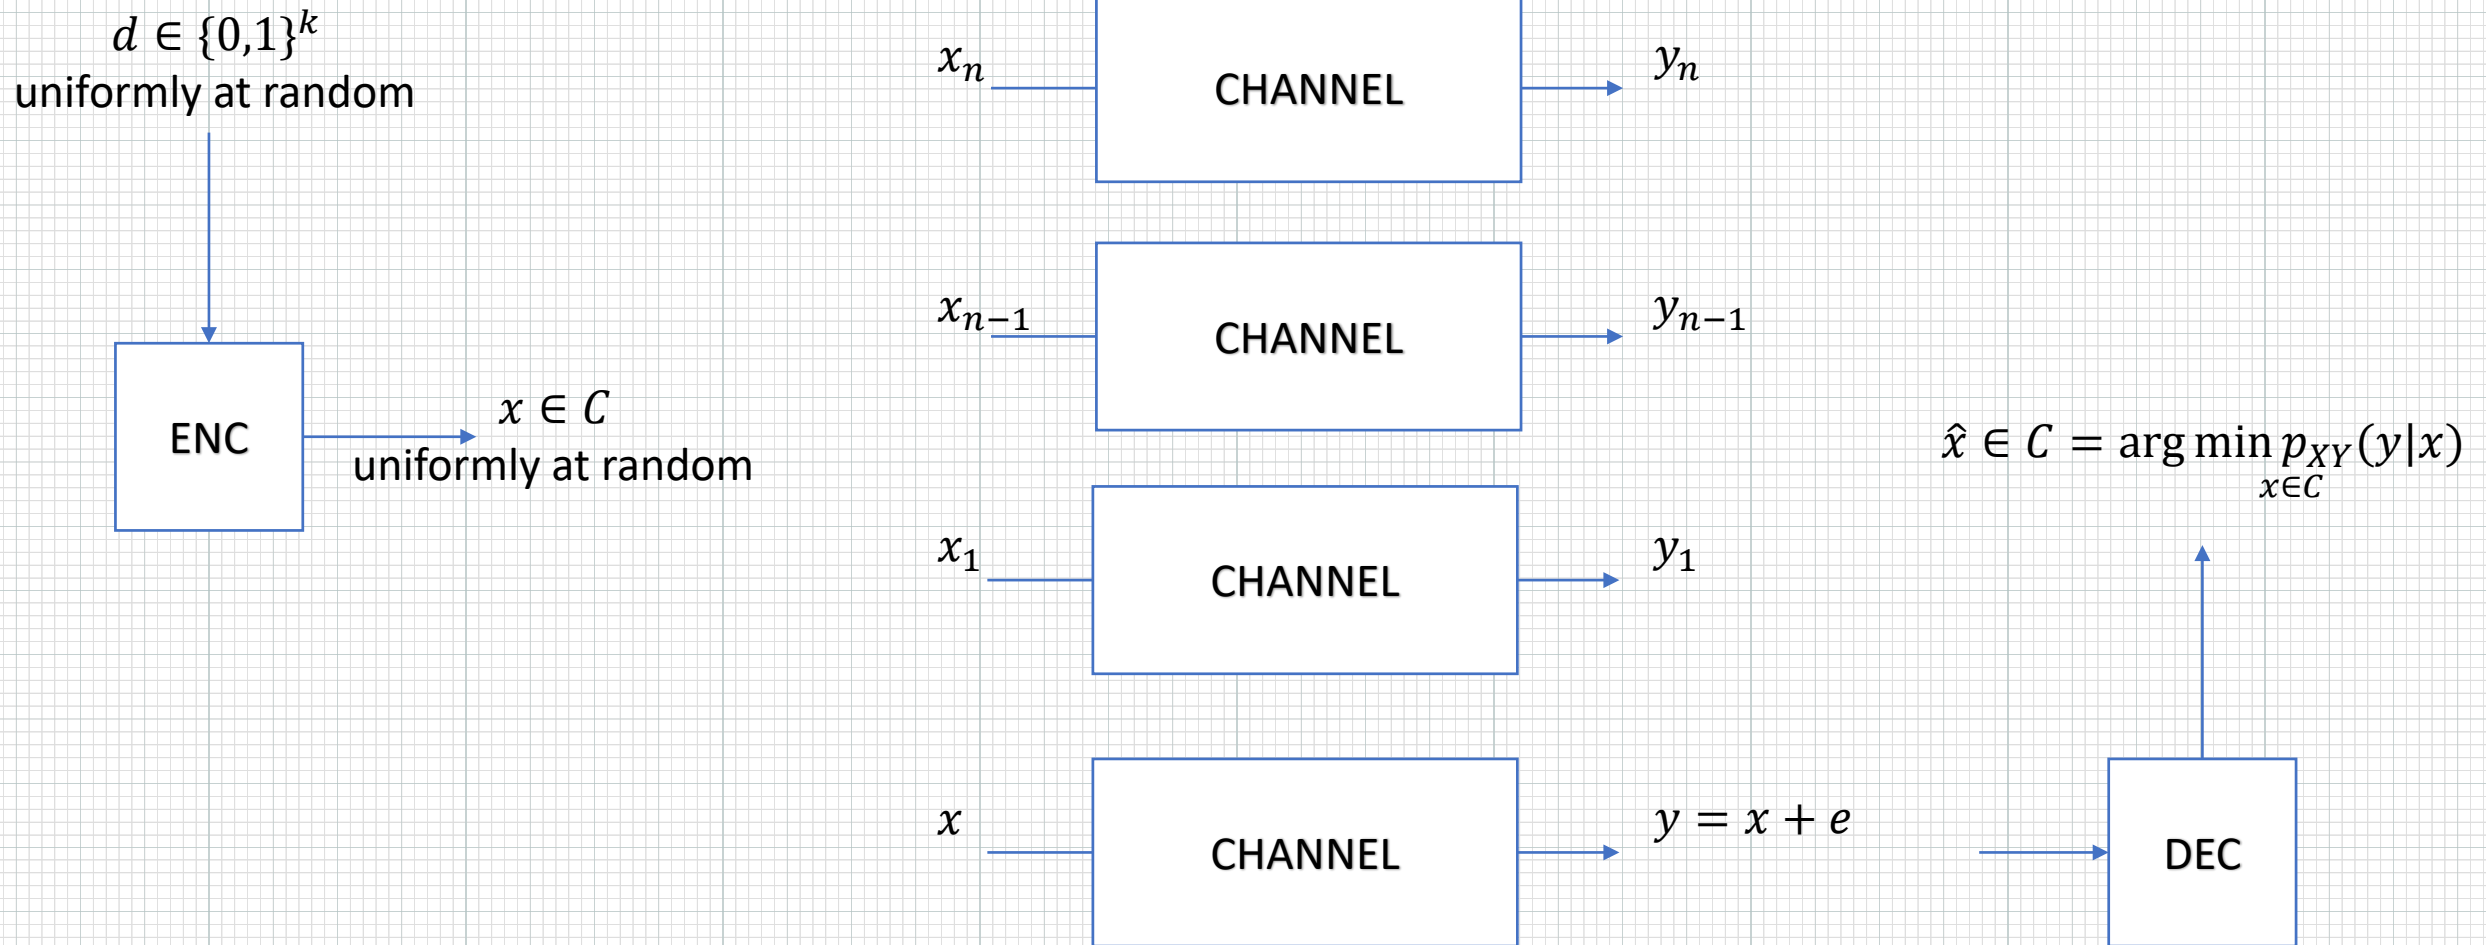 d ∈ {0,1}^k
uniformly at random
ENC
x ∈ C
uniformly at random
x_n
CHANNEL
y_n
x_{n−1}
CHANNEL
y_{n−1}
x_1
CHANNEL
y_1
x
CHANNEL
y = x + e
x̂ ∈ C = arg min p_{XY}(y|x)
x∈C
DEC